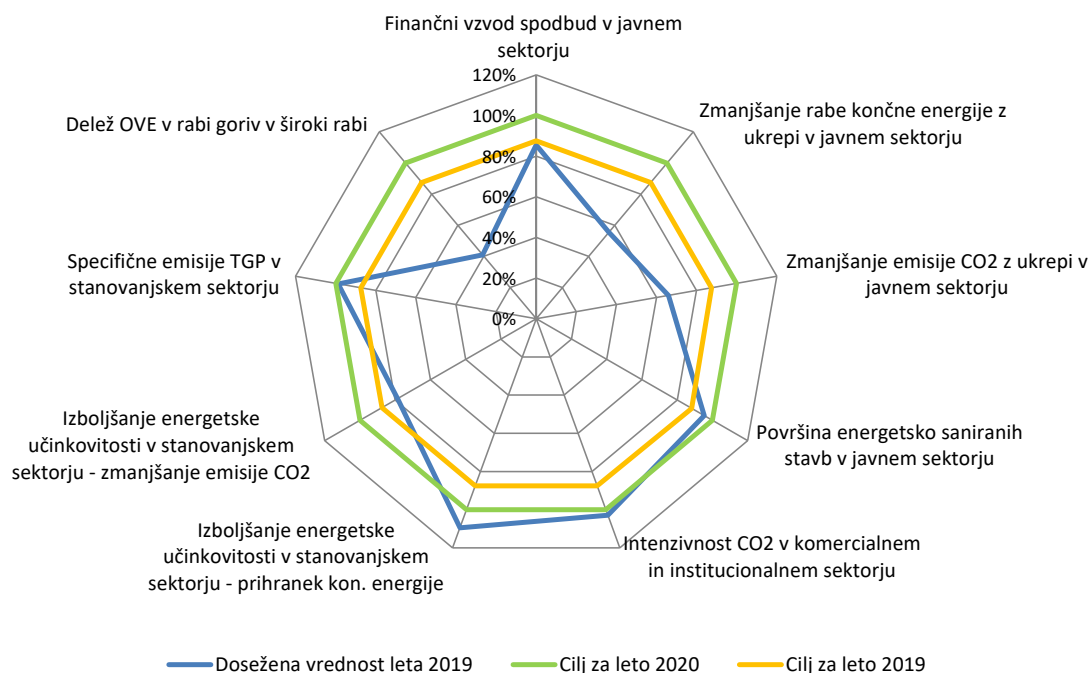 Finančni vzvod spodbud v javnem
sektorju
120%
100%
80%
60%
40%
20%
0%
Zmanjšanje rabe končne energije z
ukrepi v javnem sektorju
Zmanjšanje emisije CO2 z ukrepi v
javnem sektorju
Površina energetsko saniranih
stavb v javnem sektorju
Intenzivnost CO2 v komercialnem
in institucionalnem sektorju
Izboljšanje energetske
učinkovitosti v stanovanjskem
sektorju - prihranek kon. energije
Izboljšanje energetske
učinkovitosti v stanovanjskem
sektorju - zmanjšanje emisije CO2
Specifične emisije TGP v
stanovanjskem sektorju
Delež OVE v rabi goriv v široki rabi
Dosežena vrednost leta 2019
Cilj za leto 2020
Cilj za leto 2019